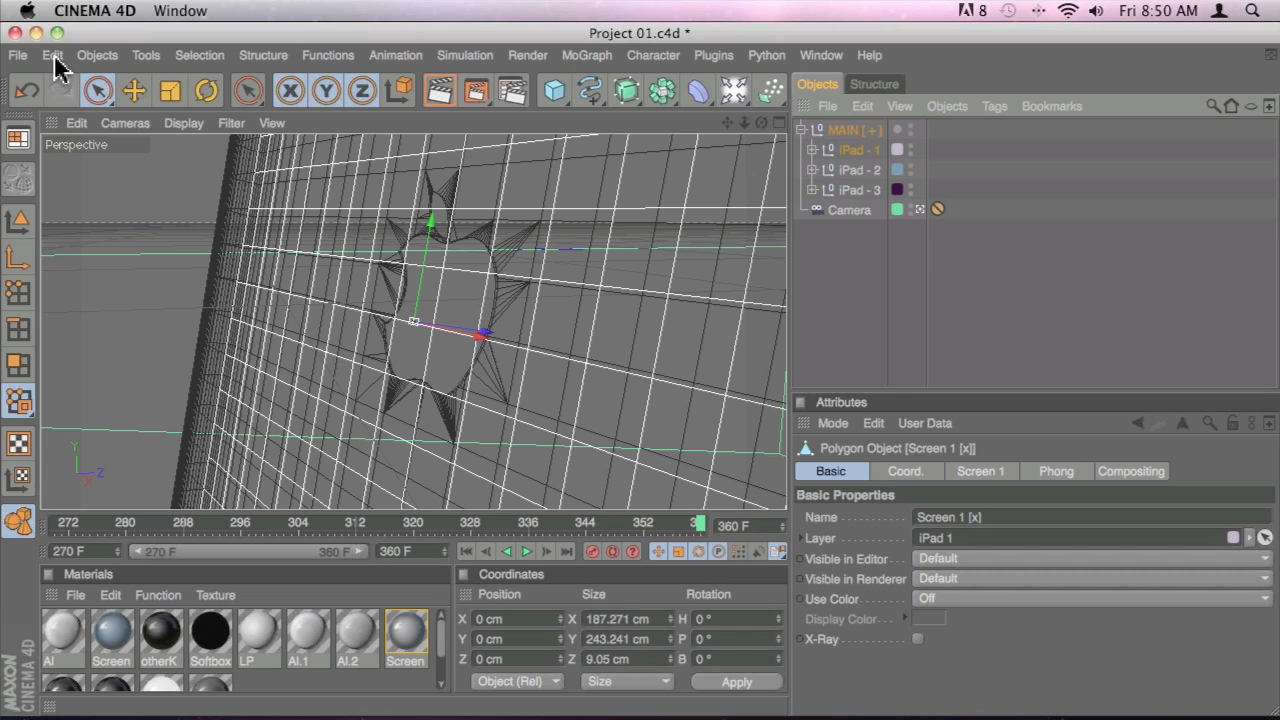 CINEMA 4D Window
8 Fri 8:50 AM
Project 01.c4d *
File Edit Objects Tools Selection Structure Functions Animation Simulation Render MoGraph Character Plugins Python Window Help
X Y Z
Objects Structure
File Edit View Objects Tags Bookmarks
Edit Cameras Display Filter View
Perspective
MAIN [ + ]
iPad - 1
iPad - 2
iPad - 3
Camera
Y
Z
X
Attributes
Mode Edit User Data
Polygon Object [Screen 1 [x]]
Basic Coord. Screen 1 Phong Compositing
Basic Properties
Name Screen 1 [x]
Layer iPad 1
Visible in Editor Default
Visible in Renderer Default
Use Color Off
Display Color
X-Ray
272 280 288 296 304 312 320 328 336 344 352 360 F
270 F 270 F 360 F 360 F
Materials
File Edit Function Texture
Al Screen otherK Softbox LP Al.1 Al.2 Screen
Coordinates
Position Size Rotation
X 0 cm X 187.271 cm H 0 °
Y 0 cm Y 243.241 cm P 0 °
Z 0 cm Z 9.05 cm B 0 °
Object (Rel) Size Apply
MAXON
CINEMA 4D